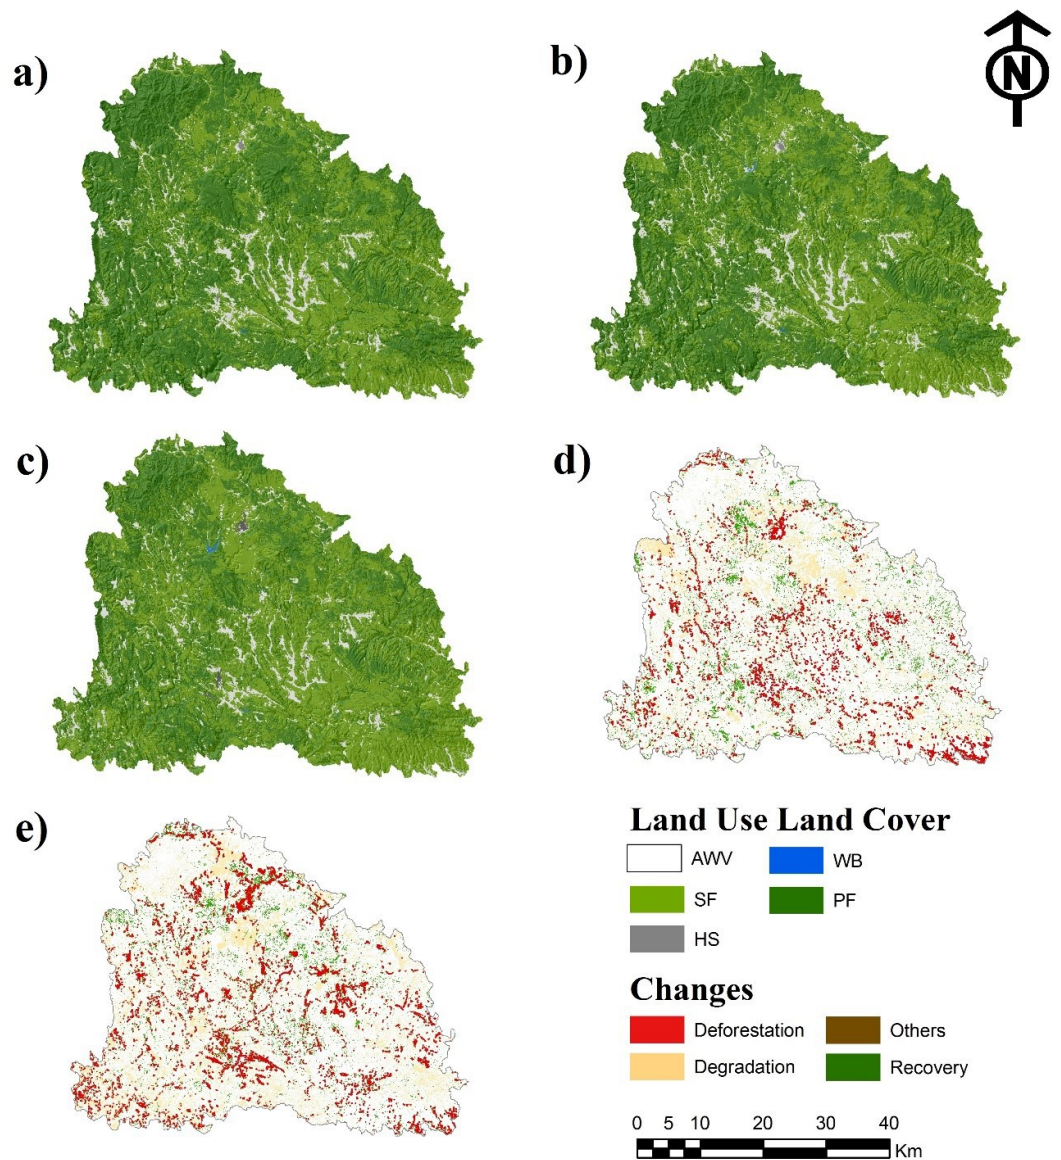 a)
b)
N
c)
d)
e)
Land Use Land Cover
AWV
WB
SF
PF
HS
Changes
Deforestation
Others
Degradation
Recovery
0 5 10 20 30 40
Km